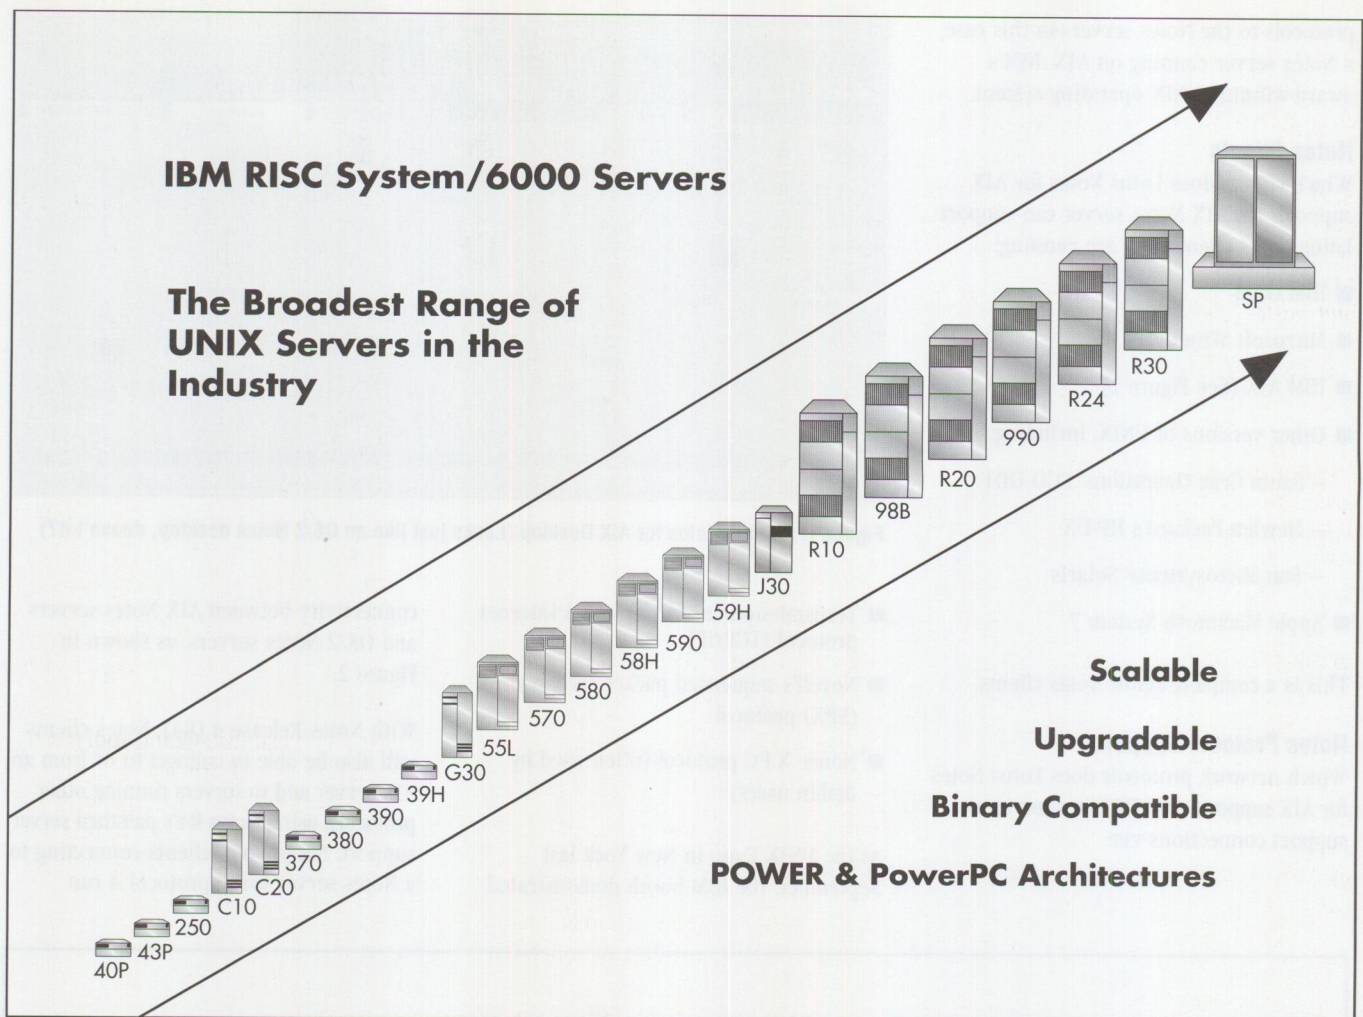 IBM RISC System/6000 Servers
The Broadest Range of
UNIX Servers in the
Industry
SP
R30
R24
990
R20
98B
R10
J30
59H
590
58H
580
570
55L
G30
39H
390
380
370
C20
C10
250
43P
40P
Scalable
Upgradable
Binary Compatible
POWER & PowerPC Architectures